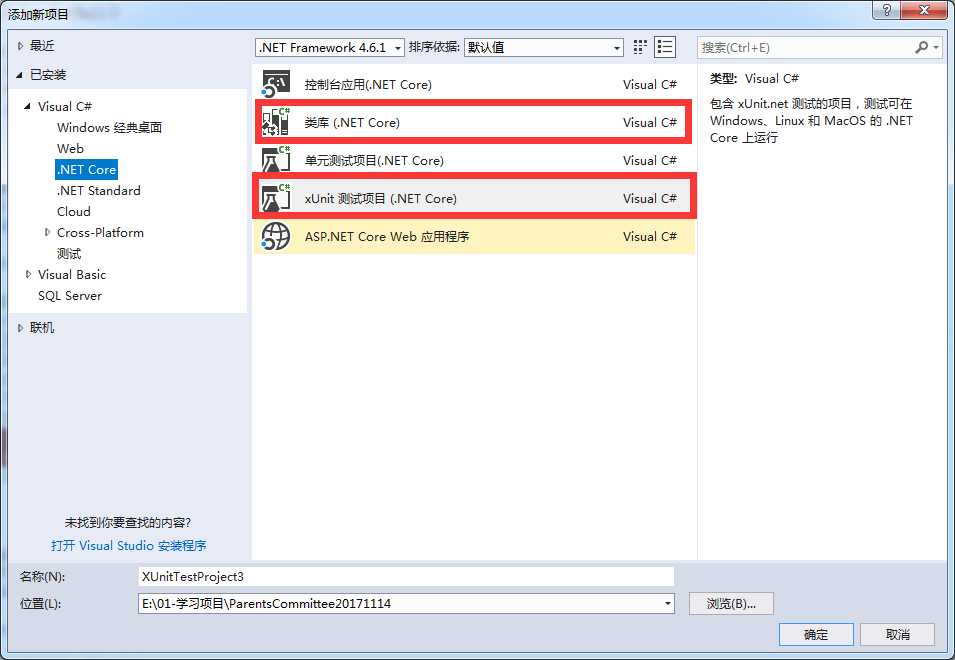 添加新项目
最近
已安装
Visual C#
Windows 经典桌面
Web
.NET Core
.NET Standard
Cloud
Cross-Platform
测试
Visual Basic
SQL Server
联机
未找到你要查找的内容?
打开 Visual Studio 安装程序
.NET Framework 4.6.1 排序依据: 默认值
控制台应用(.NET Core) Visual C#
类库 (.NET Core) Visual C#
单元测试项目(.NET Core) Visual C#
xUnit 测试项目 (.NET Core) Visual C#
ASP.NET Core Web 应用程序 Visual C#
搜索(Ctrl+E)
类型: Visual C#
包含 xUnit.net 测试的项目，测试可在
Windows、Linux 和 MacOS 的 .NET
Core 上运行
名称(N): XUnitTestProject3
位置(L): E:\01-学习项目\ParentsCommittee20171114 浏览(B)...
确定 取消